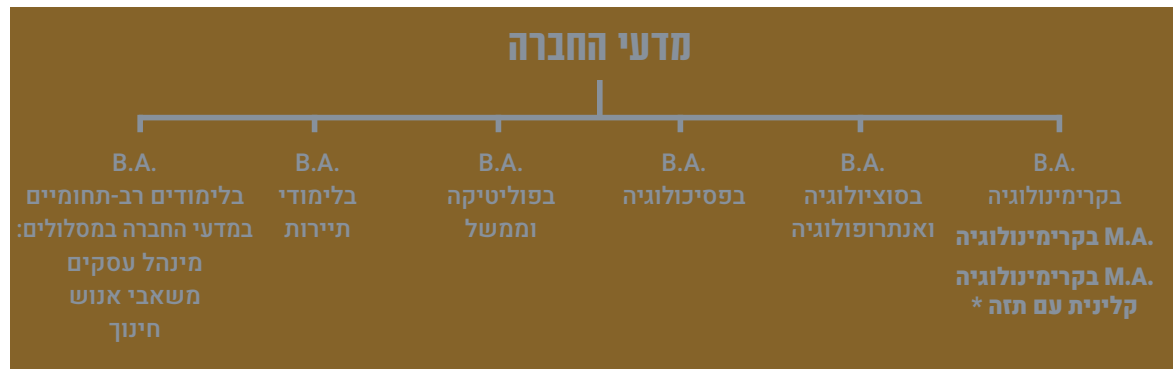 מדעי החברה
B.A.
בקרימינולוגיה
M.A. בקרימינולוגיה
M.A. בקרימינולוגיה
קלינית עם תזה *
B.A.
בסוציולוגיה
ואנתרופולוגיה
B.A.
בפסיכולוגיה
B.A.
בפוליטיקה
וממשל
B.A.
בלימודי
תיירות
B.A.
בלימודים רב-תחומיים
במדעי החברה במסלולים:
מינהל עסקים
משאבי אנוש
חינוך